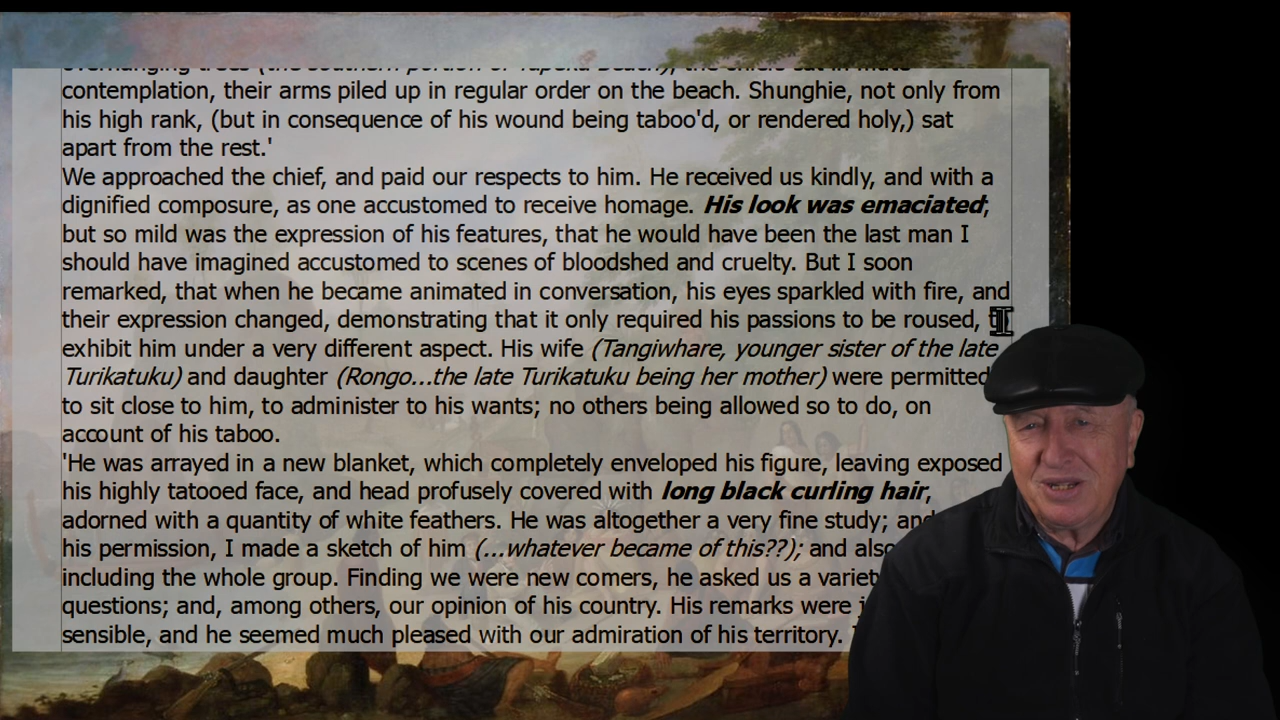 contemplation, their arms piled up in regular order on the beach. Shunghie, not only from
his high rank, (but in consequence of his wound being taboo'd, or rendered holy,) sat
apart from the rest.'
We approached the chief, and paid our respects to him. He received us kindly, and with a
dignified composure, as one accustomed to receive homage. His look was emaciated;
but so mild was the expression of his features, that he would have been the last man I
should have imagined accustomed to scenes of bloodshed and cruelty. But I soon
remarked, that when he became animated in conversation, his eyes sparkled with fire, and
their expression changed, demonstrating that it only required his passions to be roused,
exhibit him under a very different aspect. His wife (Tangiwhare, younger sister of the late
Turikatuku) and daughter (Rongo...the late Turikatuku being her mother) were permitted
to sit close to him, to administer to his wants; no others being allowed so to do, on
account of his taboo.
'He was arrayed in a new blanket, which completely enveloped his figure, leaving exposed
his highly tatooed face, and head profusely covered with long black curling hair,
adorned with a quantity of white feathers. He was altogether a very fine study; and
his permission, I made a sketch of him (...whatever became of this??); and also
including the whole group. Finding we were new comers, he asked us a variety
questions; and, among others, our opinion of his country. His remarks were
sensible, and he seemed much pleased with our admiration of his territory.